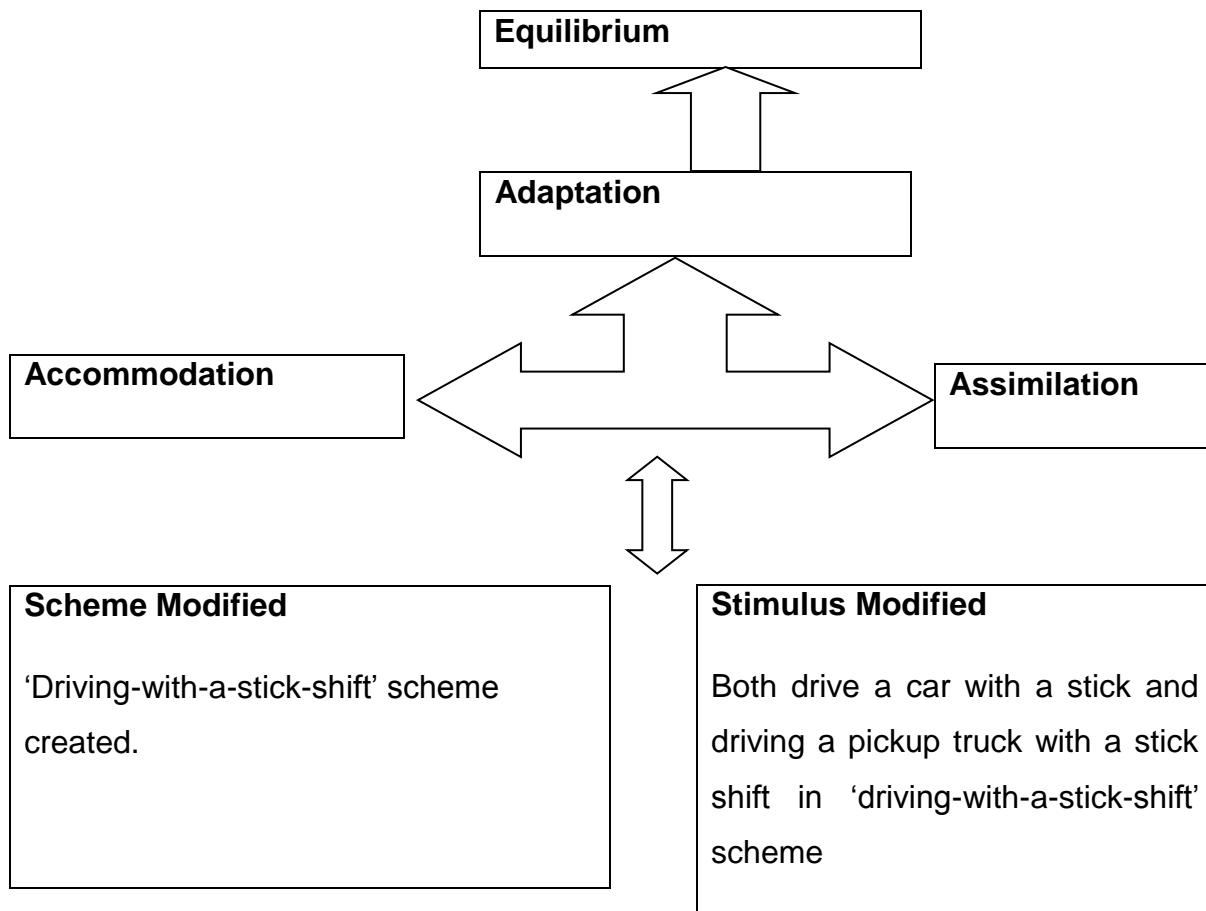 Equilibrium
Adaptation
Accommodation
Assimilation
Scheme Modified
‘Driving-with-a-stick-shift’ scheme
created.
Stimulus Modified
Both drive a car with a stick and
driving a pickup truck with a stick
shift in ‘driving-with-a-stick-shift’
scheme